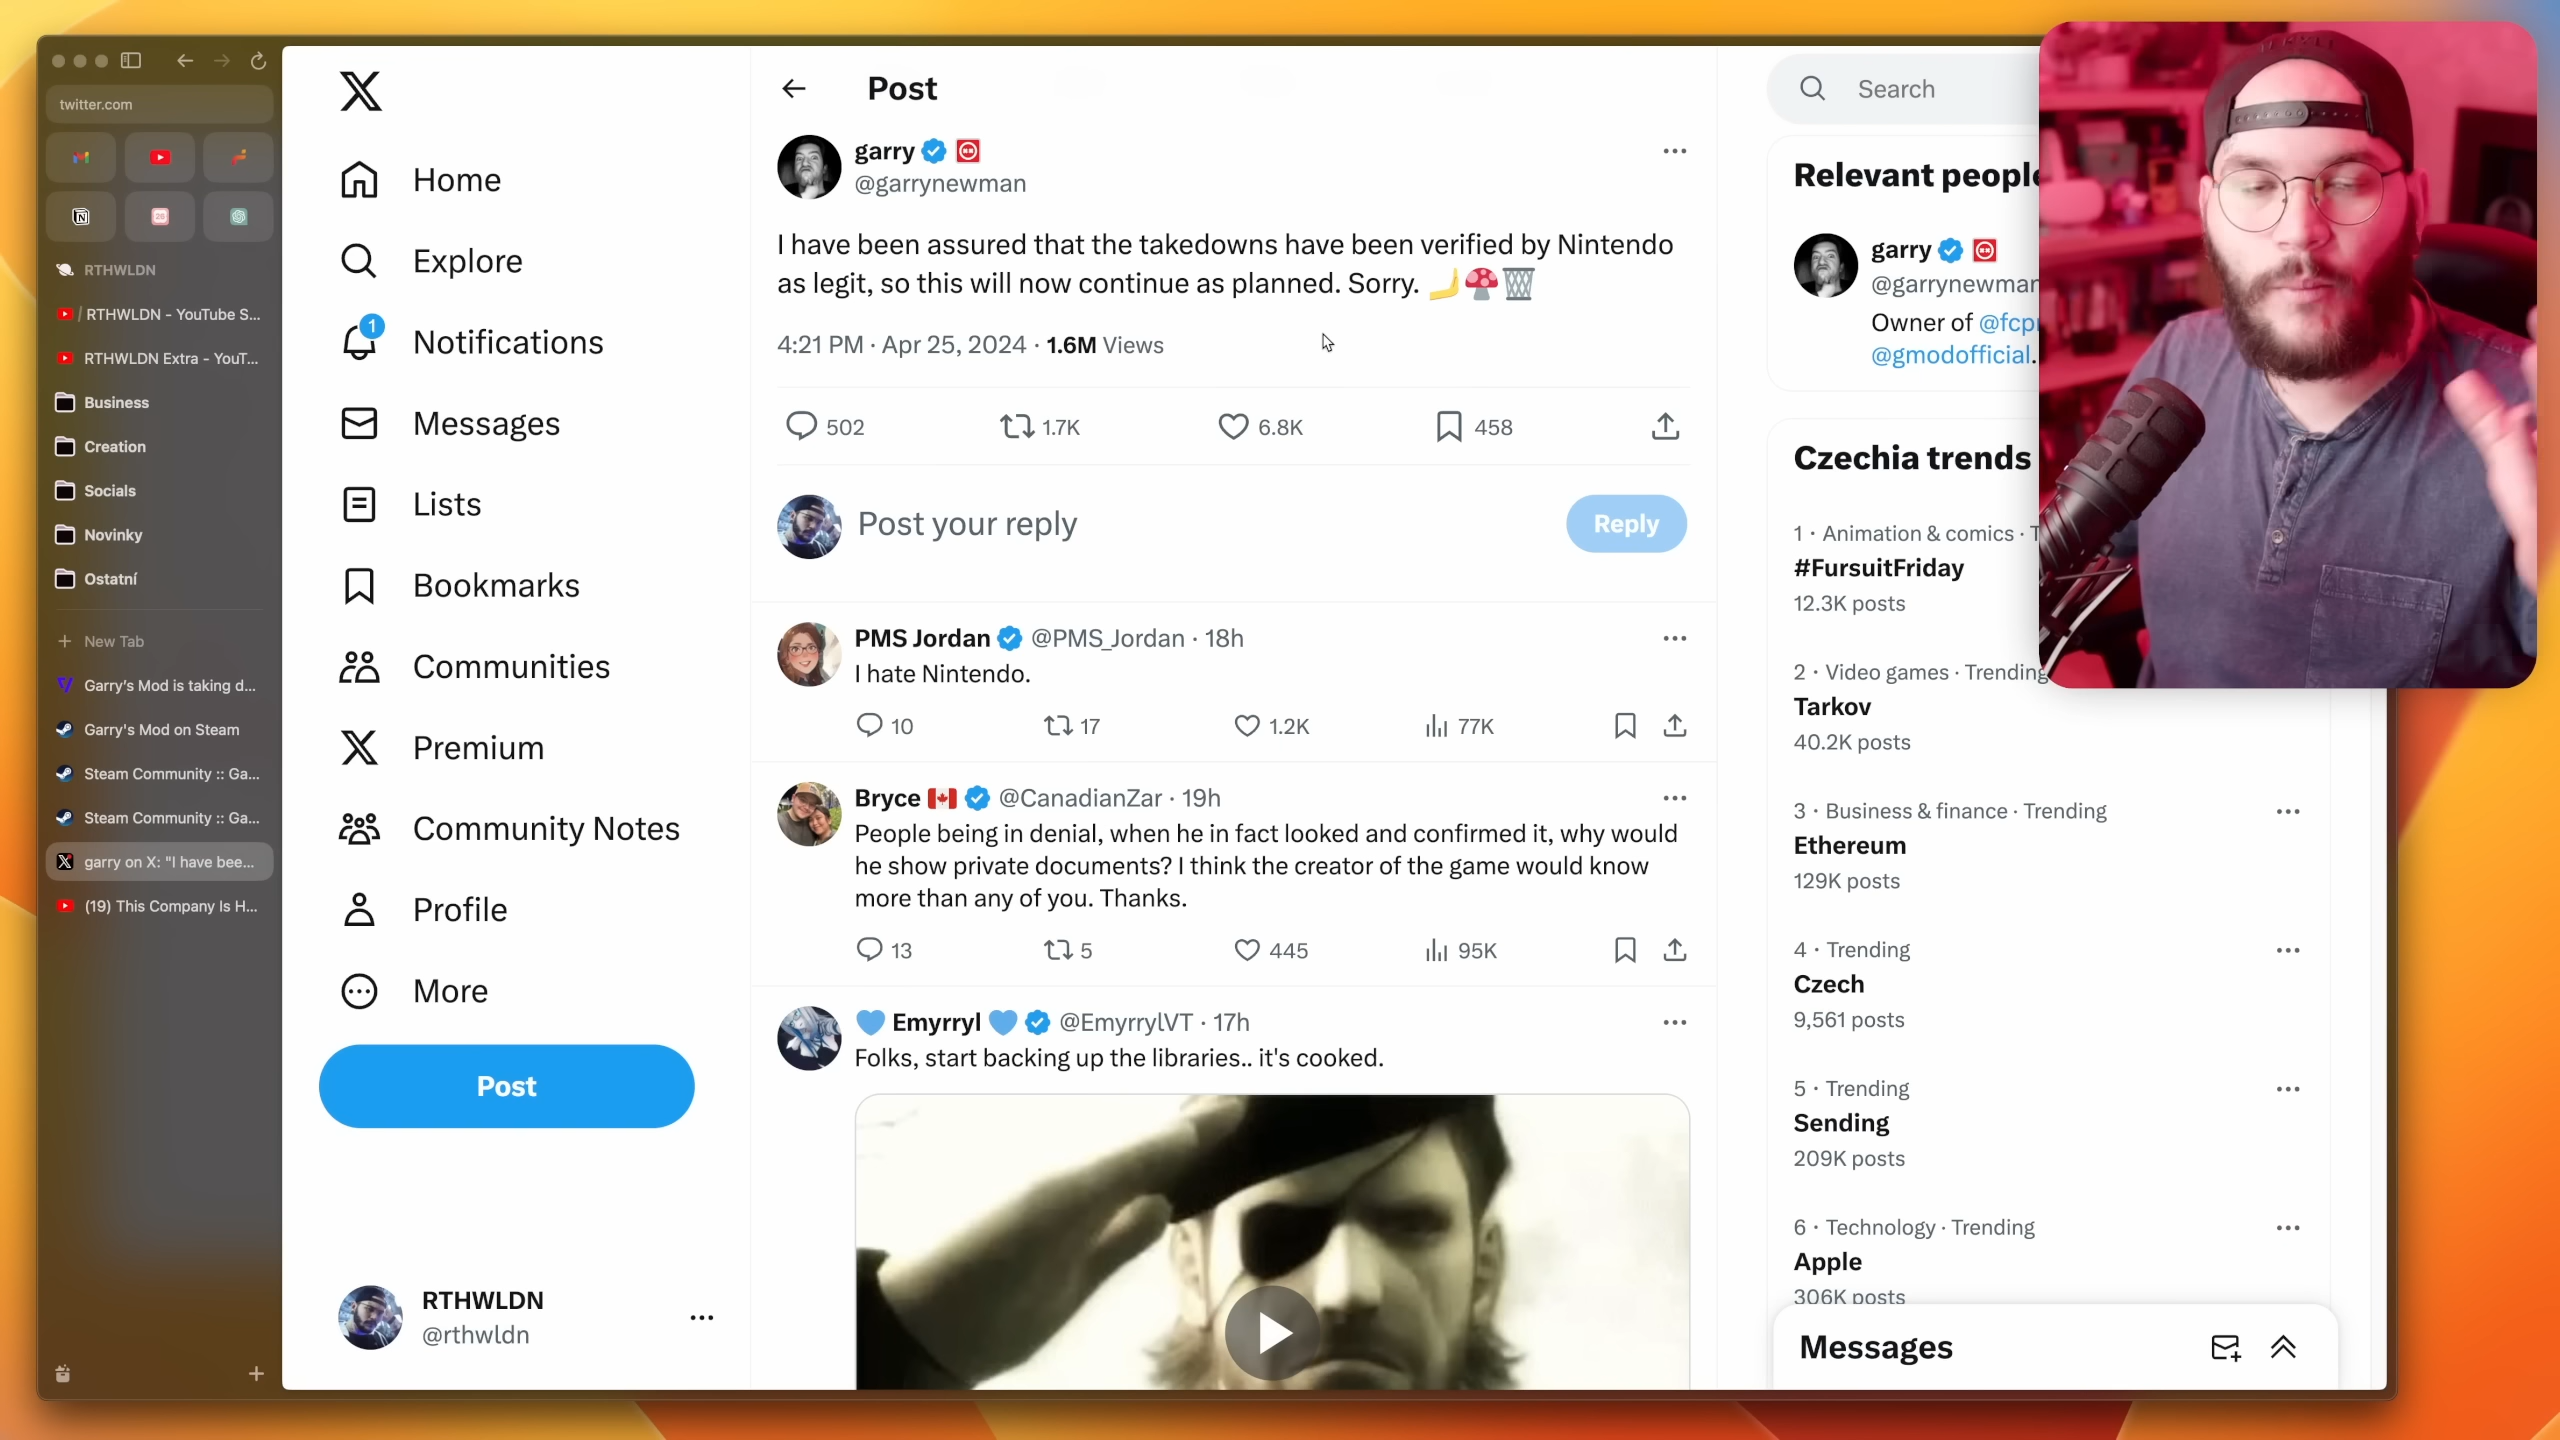 twitter.com
RTHWLDN
/ RTHWLDN - YouTube S...
RTHWLDN Extra - YouT...
Business
Creation
Socials
Novinky
Ostatní
New Tab
Garry's Mod is taking d...
Garry's Mod on Steam
Steam Community :: Ga...
Steam Community :: Ga...
garry on X: "I have bee...
(19) This Company Is H...
Home
Explore
1
Notifications
Messages
Lists
Bookmarks
Communities
Premium
Community Notes
Profile
More
Post
RTHWLDN
@rthwldn
Post
garry
@garrynewman
I have been assured that the takedowns have been verified by Nintendo
as legit, so this will now continue as planned. Sorry. 🤳🍄🗑️
4:21 PM · Apr 25, 2024 · 1.6M Views
502 1.7K 6.8K 458
Post your reply
Reply
PMS Jordan @PMS_Jordan · 18h
I hate Nintendo.
10 17 1.2K 77K
Bryce 🇨🇦 @CanadianZar · 19h
People being in denial, when he in fact looked and confirmed it, why would
he show private documents? I think the creator of the game would know
more than any of you. Thanks.
13 5 445 95K
💙 Emyrryl 💙 @EmyrrylVT · 17h
Folks, start backing up the libraries.. it's cooked.
Search
Relevant people
garry
@garrynewman
Owner of @fcp
@gmodofficial.
Czechia trends
1 · Animation & comics · T
#FursuitFriday
12.3K posts
2 · Video games · Trending
Tarkov
40.2K posts
3 · Business & finance · Trending
Ethereum
129K posts
4 · Trending
Czech
9,561 posts
5 · Trending
Sending
209K posts
6 · Technology · Trending
Apple
306K posts
Messages